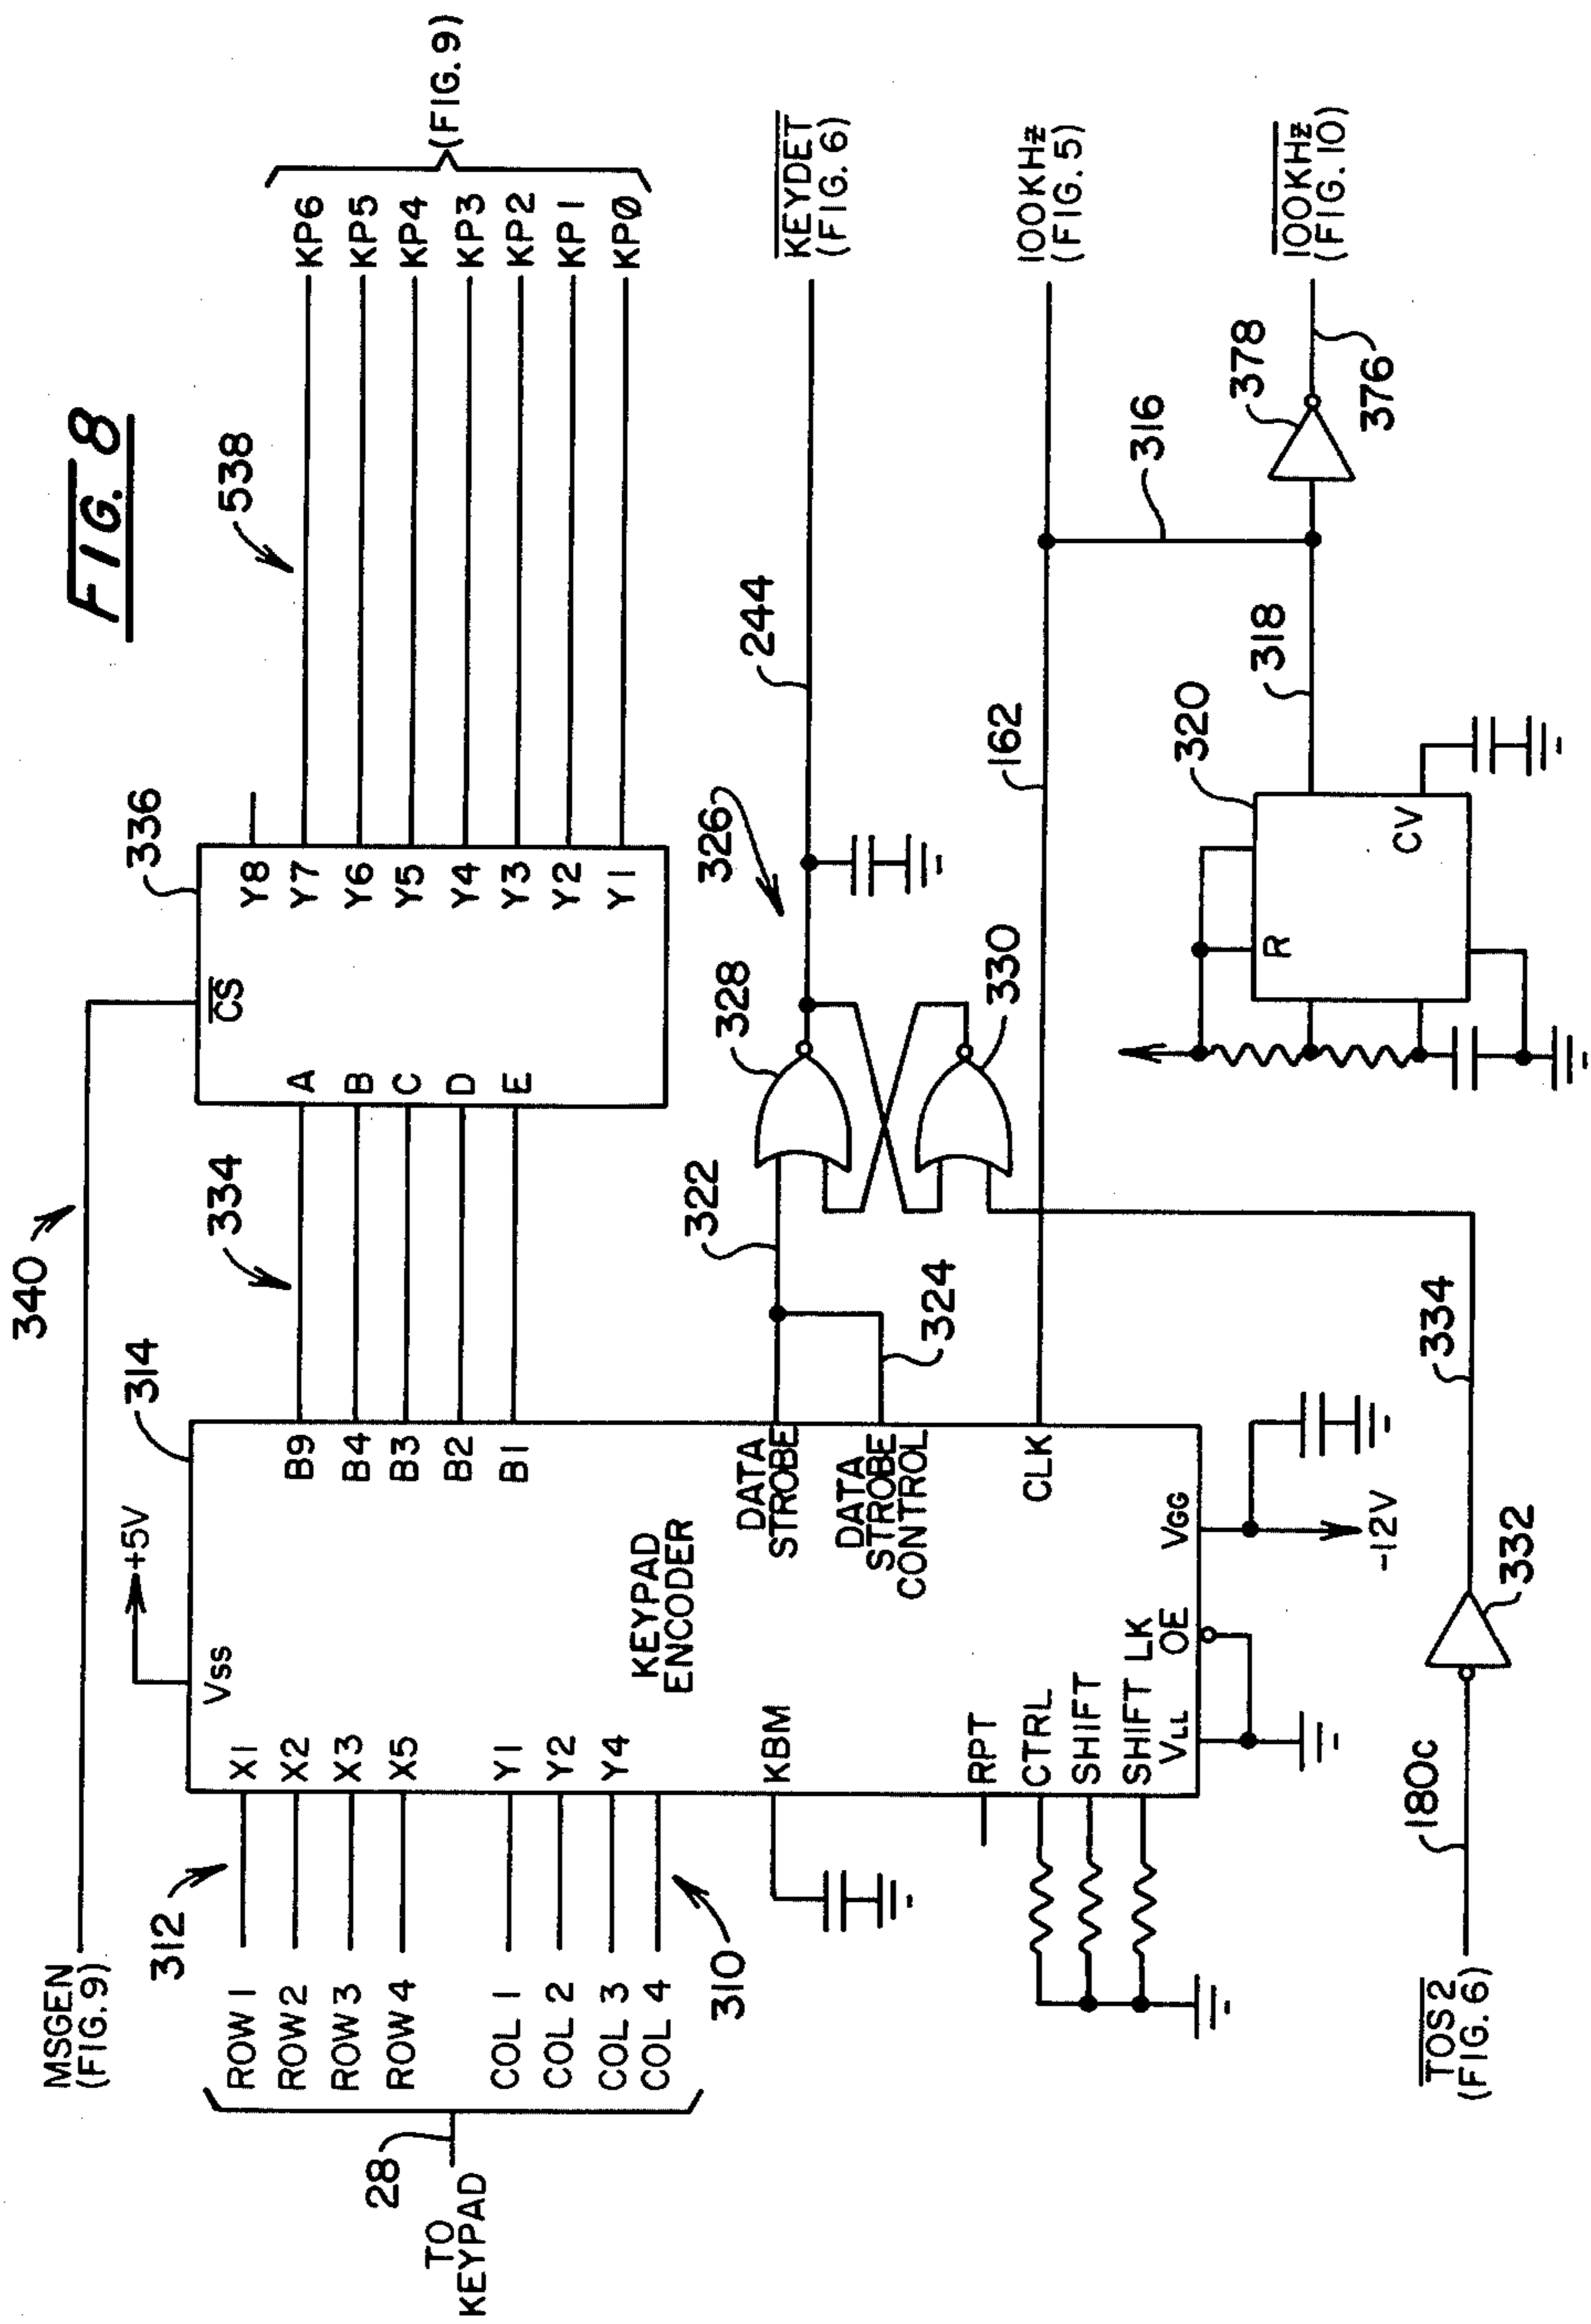 FIG. 8
340
MSGEN
(FIG. 9)
314
+5V
VSS
336
CS
538
312
334
ROW 1
ROW 2
ROW 3
ROW 4
COL 1
COL 2
COL 3
COL 4
310
28
TO
KEYPAD
X1
X2
X3
X5
Y1
Y2
Y4
KBM
RPT
CTRL
SHIFT
SHIFT LK
VLL
OE
VGG
-12V
KEYPAD
ENCODER
B9
B4
B3
B2
B1
DATA
STROBE
DATA
STROBE
CONTROL
CLK
A
B
C
D
E
Y8
Y7
Y6
Y5
Y4
Y3
Y2
Y1
KP6
KP5
KP4
KP3
KP2
KP1
KPØ
(FIG. 9)
322
324
328
326
330
244
KEYDET
(FIG. 6)
162
100KHz
(FIG. 5)
316
318
320
R
CV
378
376
100KHz
(FIG. 10)
TOS2
(FIG. 6)
180c
332
334